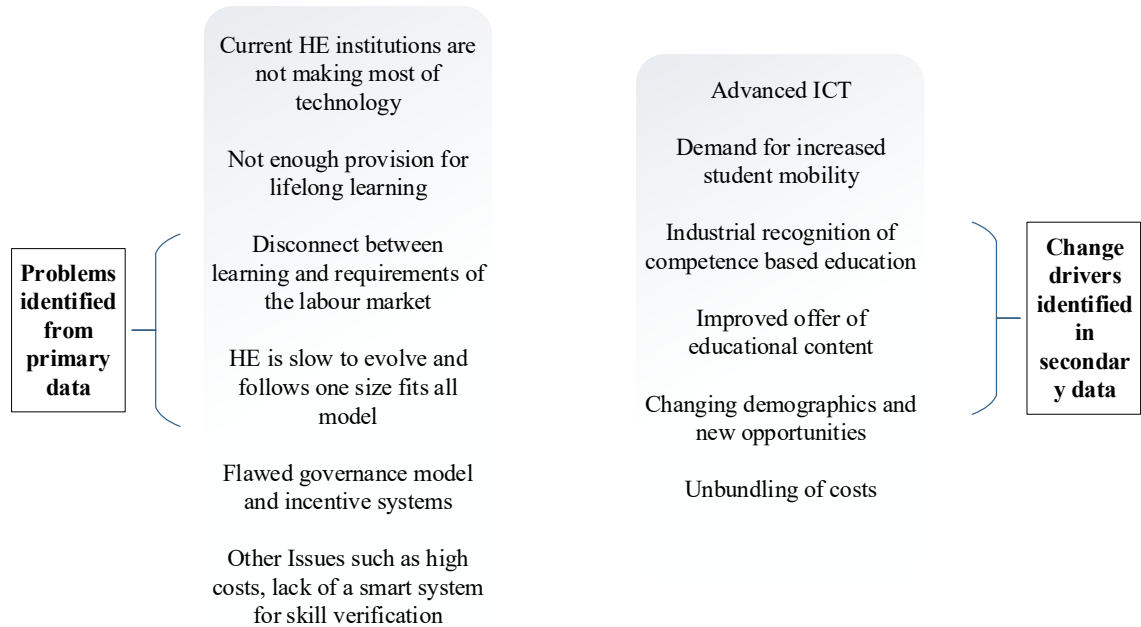 Problems
identified
from
primary
data
Current HE institutions are
not making most of
technology
Not enough provision for
lifelong learning
Disconnect between
learning and requirements of
the labour market
HE is slow to evolve and
follows one size fits all
model
Flawed governance model
and incentive systems
Other Issues such as high
costs, lack of a smart system
for skill verification
Advanced ICT
Demand for increased
student mobility
Industrial recognition of
competence based education
Improved offer of
educational content
Changing demographics and
new opportunities
Unbundling of costs
Change
drivers
identified
in
secondar
y data